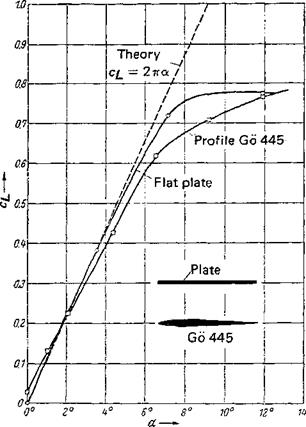 1.0
0.9
Theory
cL = 2πα
0.8
0.7
Profile Gö 445
0.6
Flat plate
cL
0.5
0.4
Plate
0.3
0.2
Gö 445
0.1
0
0° 2° 4° 6° 8° 10° 12° 14°
α